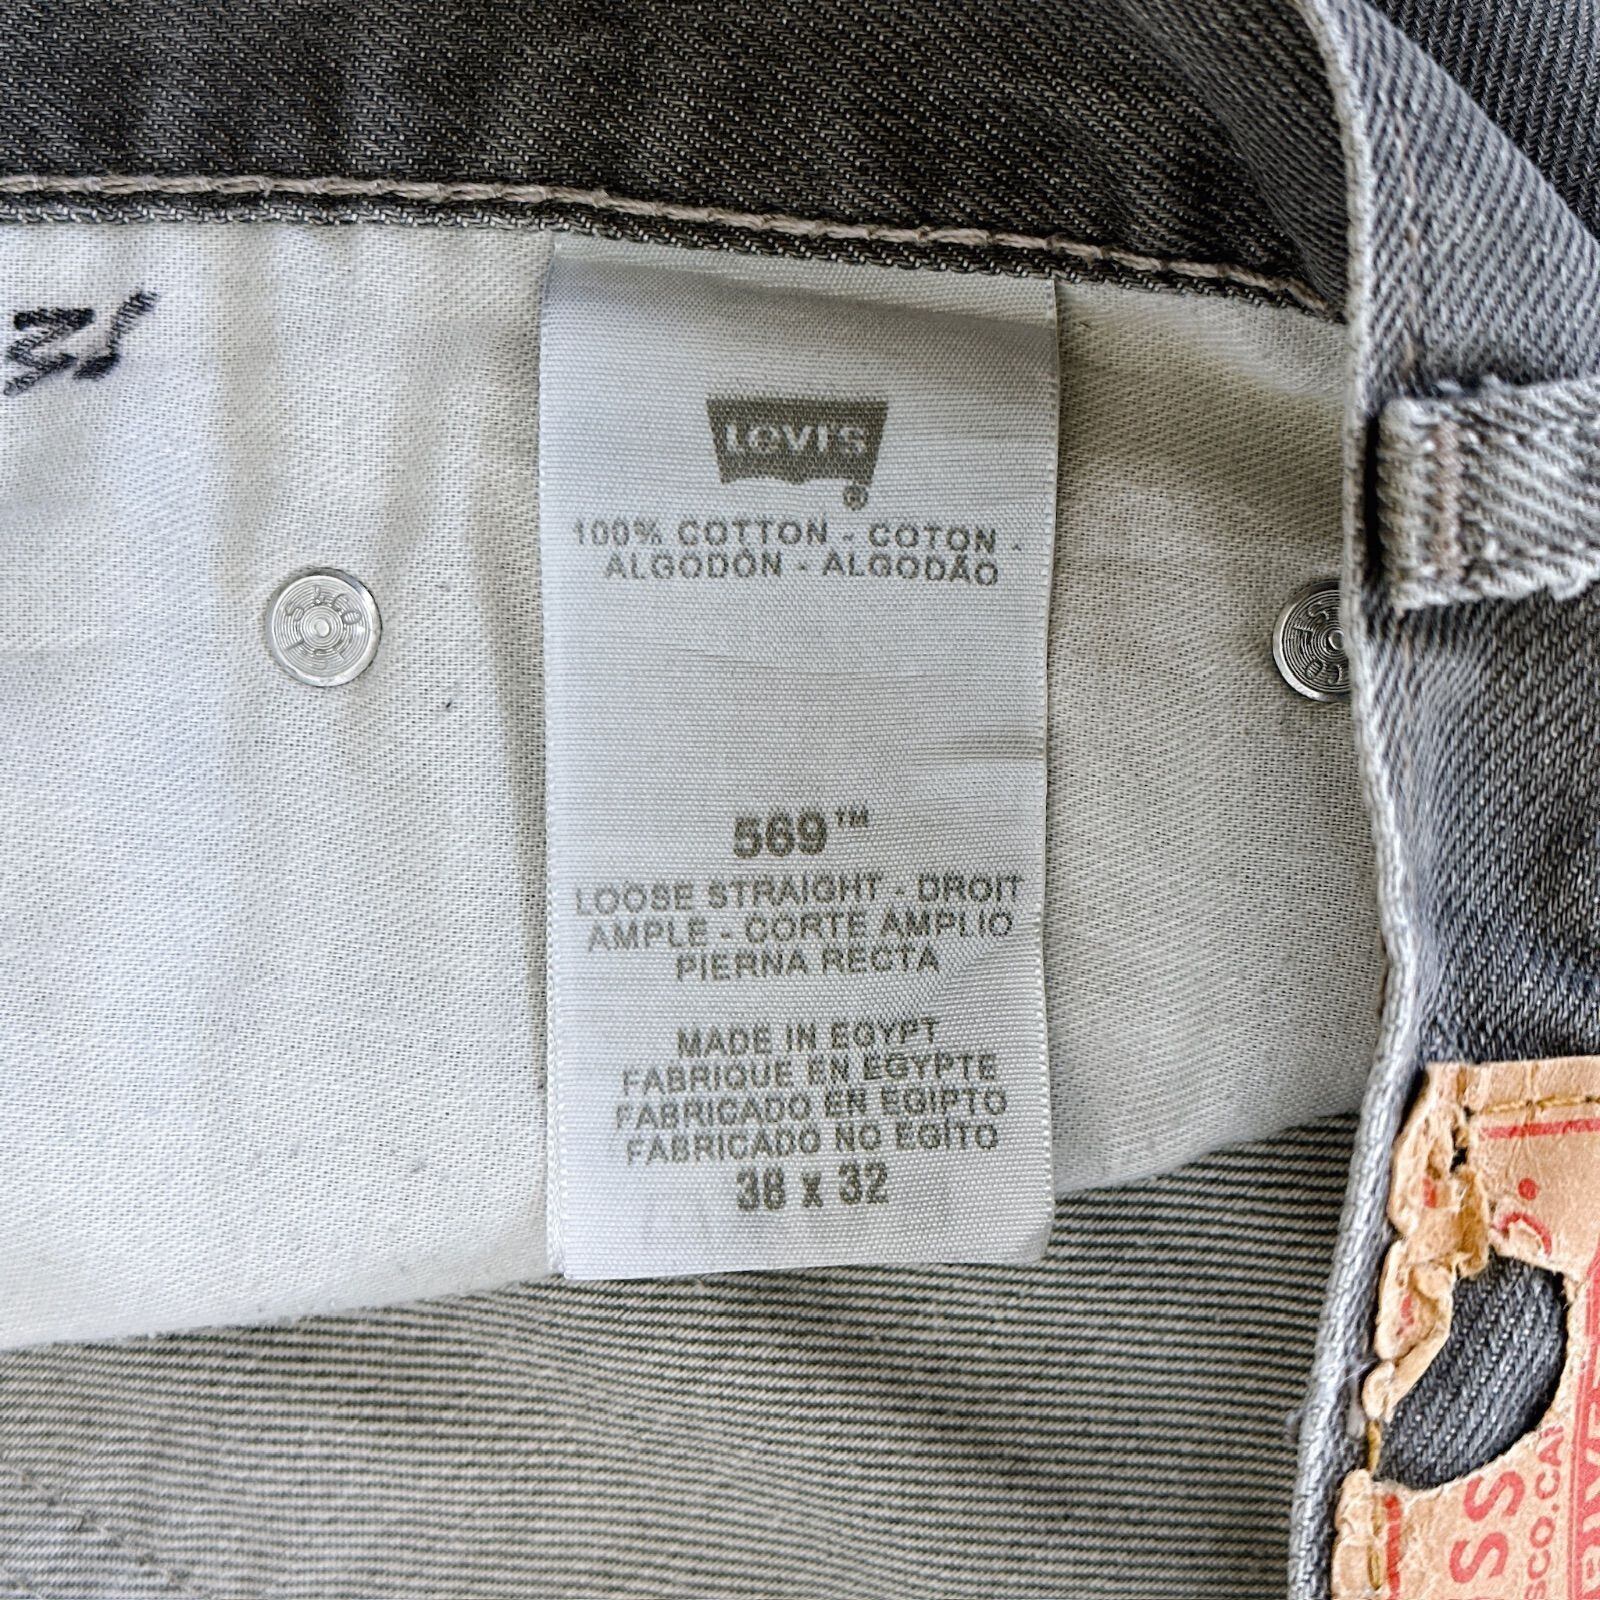 LEVI'S
®
100% COTTON - COTON -
ALGODÓN - ALGODÃO
569™
LOOSE STRAIGHT - DROIT
AMPLE - CORTE AMPLIO
PIERNA RECTA
MADE IN EGYPT
FABRIQUE EN EGYPTE
FABRICADO EN EGIPTO
FABRICADO NO EGITO
38 x 32